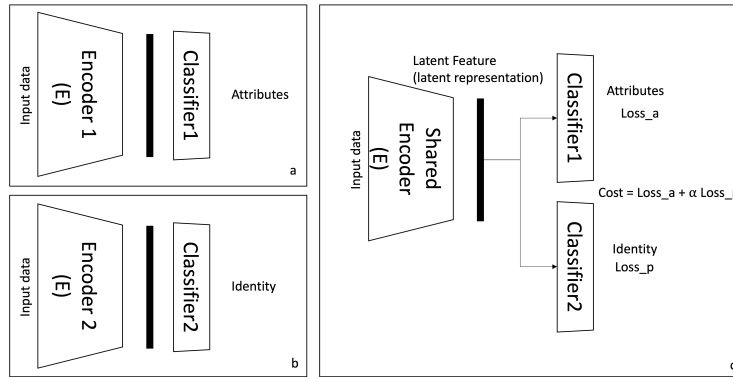 Input data
Encoder 1
(E)
Classifier1
Attributes
a
Input data
Encoder 2
(E)
Classifier2
Identity
b
Latent Feature
(latent representation)
Input data
Shared
Encoder
(E)
Classifier1
Attributes
Loss_a
Cost = Loss_a + α
Classifier2
Identity
Loss_p